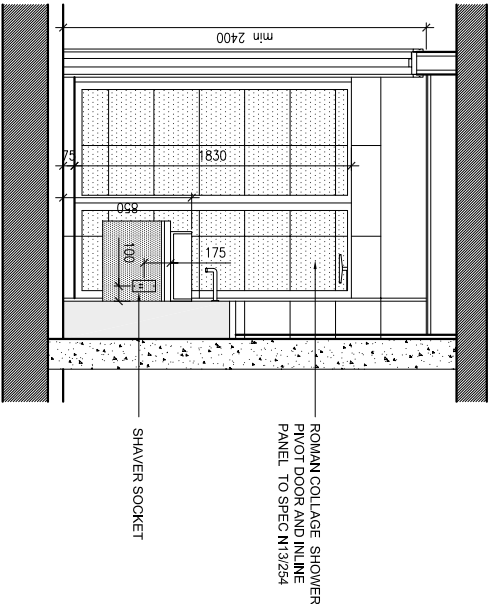 min 2400
75
1830
850
100
175
ROMAN COLLAGE SHOWER
PIVOT DOOR AND INLINE
PANEL TO SPEC N13/254
SHAVER SOCKET